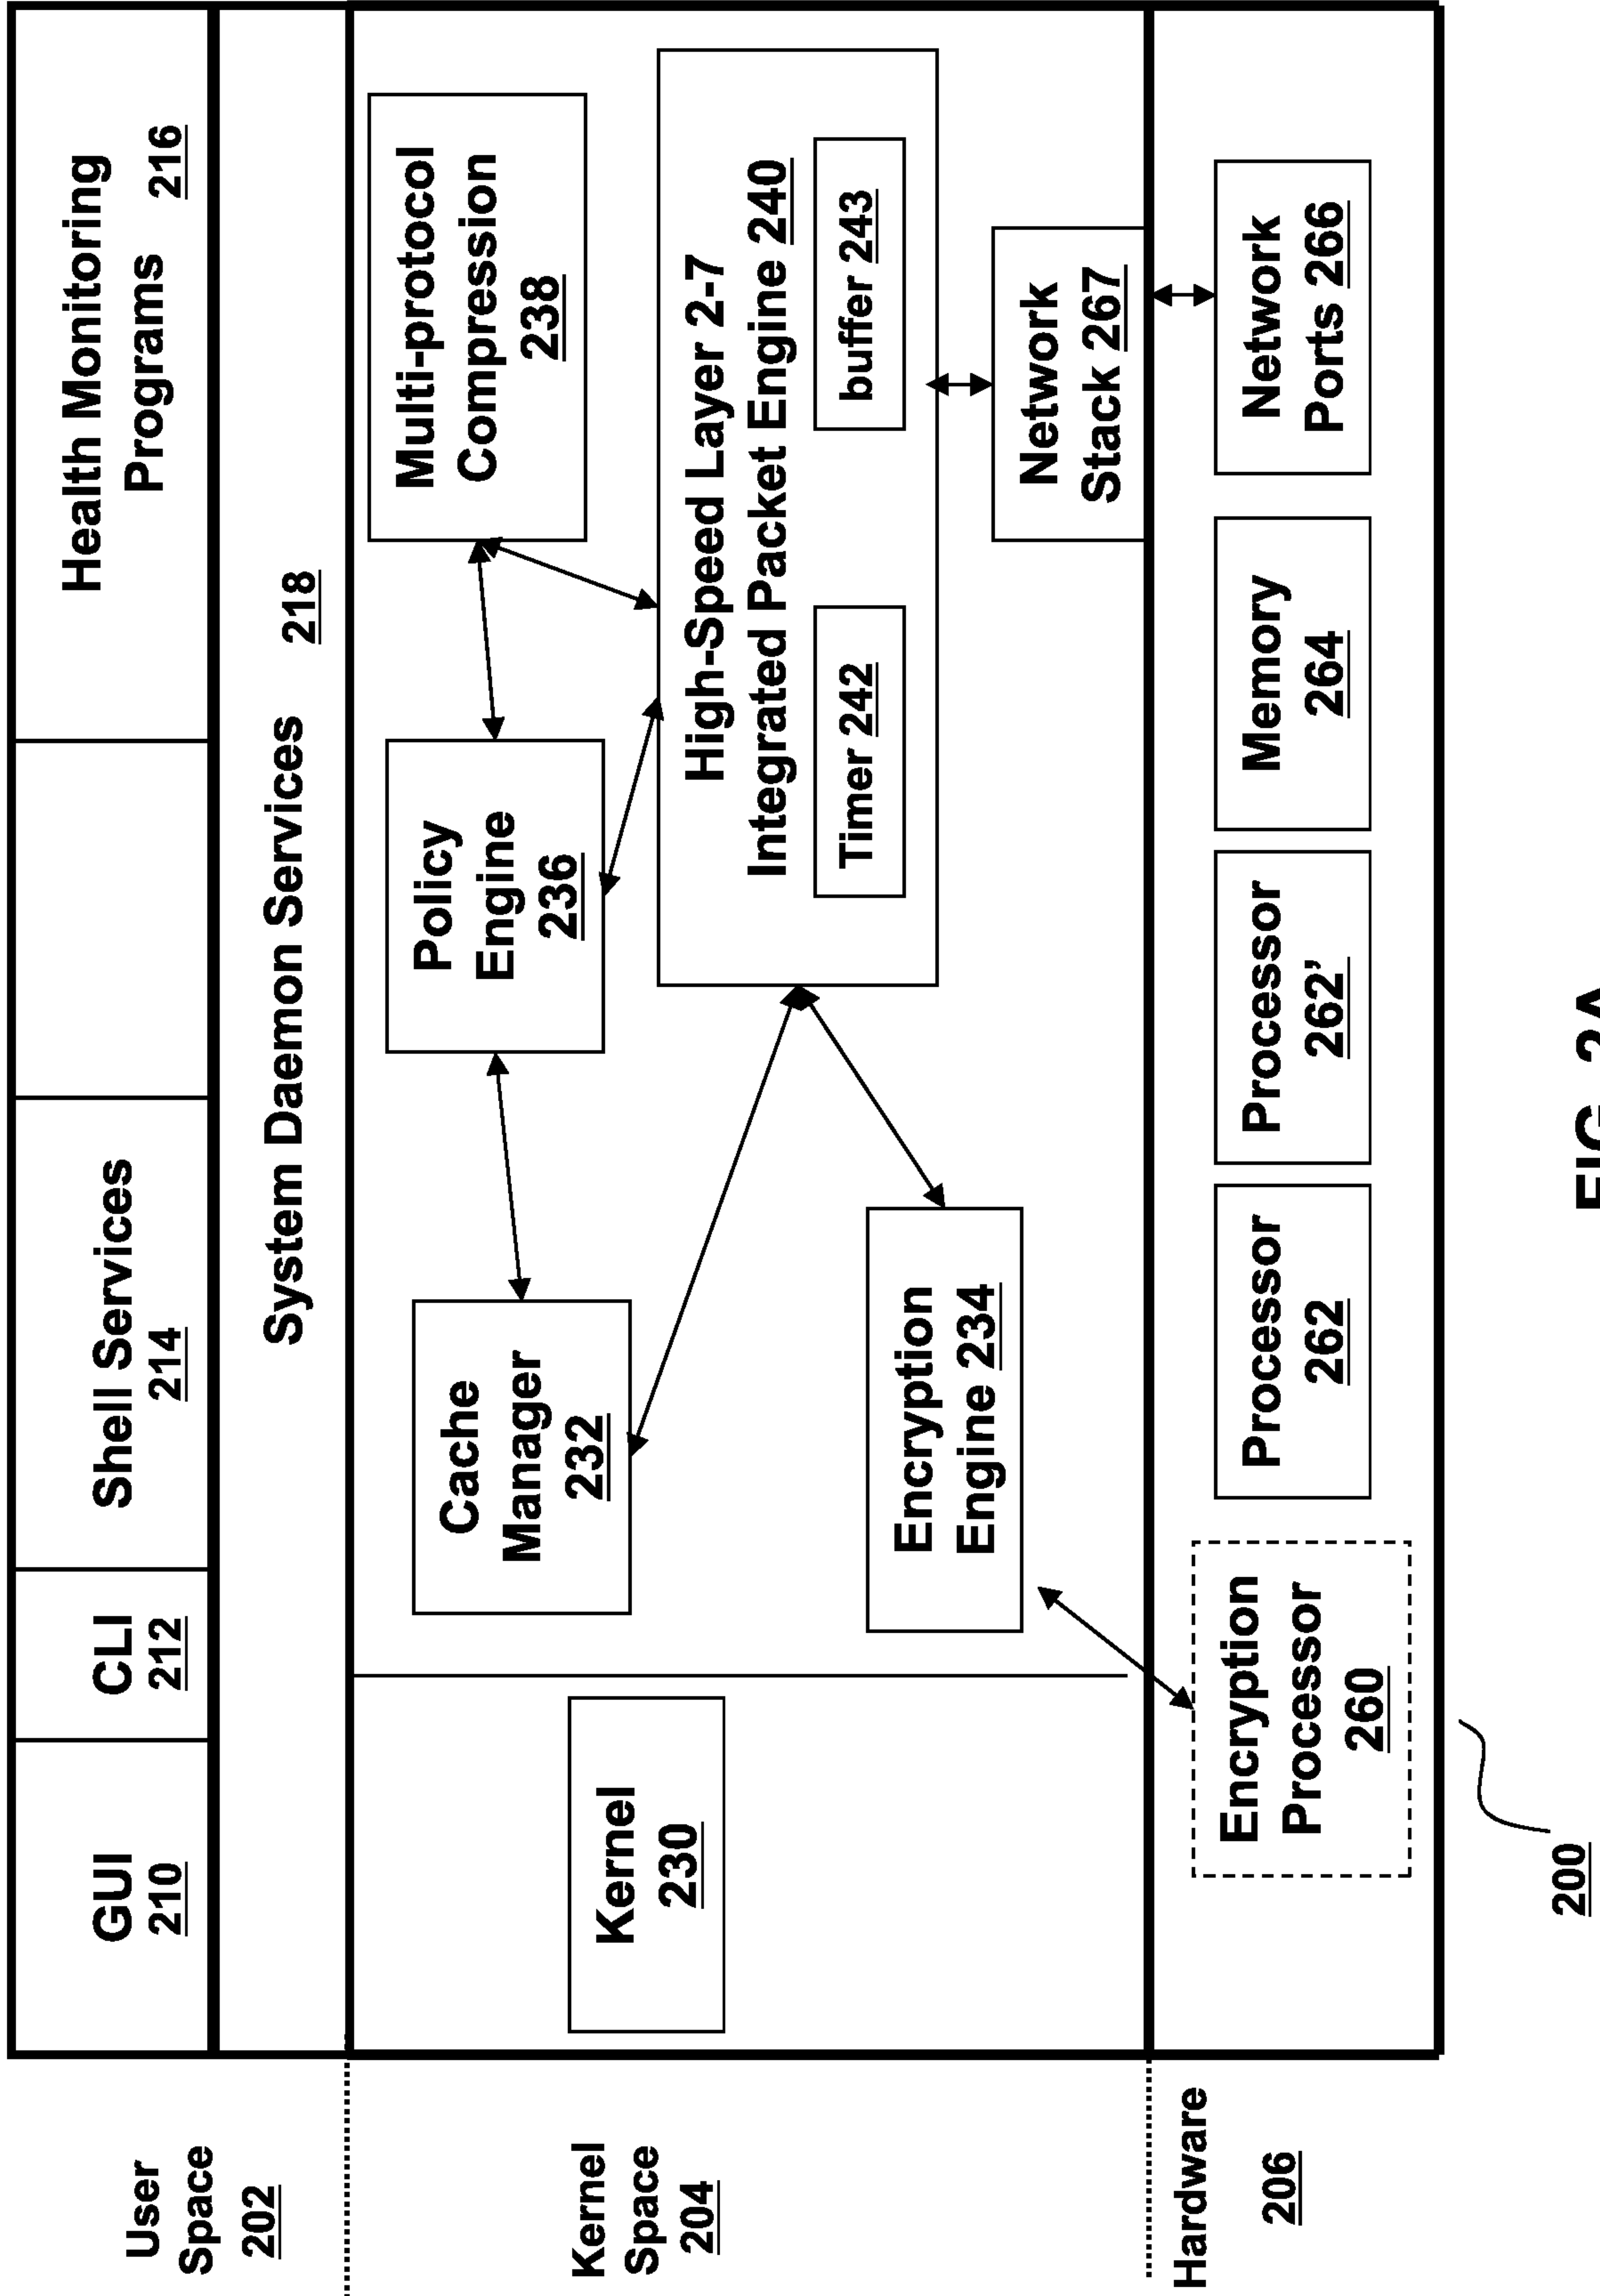 User
Space
202
GUI
210
CLI
212
Shell Services
214
Health Monitoring
Programs 216
System Daemon Services 218
Kernel
Space
204
Kernel
230
Cache
Manager
232
Policy
Engine
236
Multi-protocol
Compression
238
High-Speed Layer 2-7
Integrated Packet Engine 240
Timer 242
buffer 243
Encryption
Engine 234
Network
Stack 267
Hardware
206
Encryption
Processor
260
Processor
262
Processor
262’
Memory
264
Network
Ports 266
200